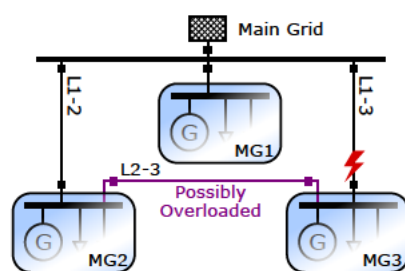 Main Grid
L1-2
L1-3
G
MG1
L2-3
Possibly
Overloaded
G
MG2
G
MG3